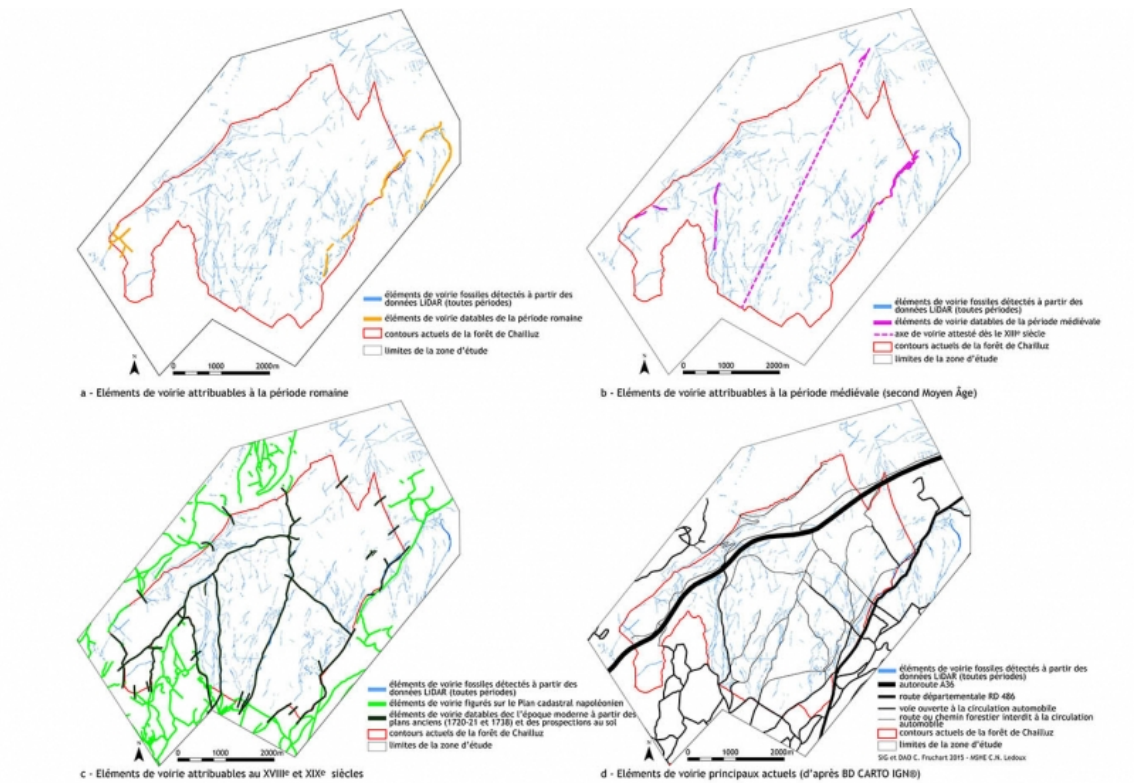 éléments de voirie fossiles détectés à partir des
données LiDAR (toutes périodes)
éléments de voirie datables de la période romaine
contours actuels de la forêt de Chailluz
limites de la zone d'étude
N
0 1000 2000m
a - Eléments de voirie attribuables à la période romaine
éléments de voirie fossiles détectés à partir des
données LiDAR (toutes périodes)
éléments de voirie datables de la période médiévale
axe de voirie attesté dès le XIIIe siècle
contours actuels de la forêt de Chailluz
limites de la zone d'étude
N
0 1000 2000m
b - Eléments de voirie attribuables à la période médiévale (second Moyen Âge)
éléments de voirie fossiles détectés à partir des
données LiDAR (toutes périodes)
éléments de voirie figurés sur le Plan cadastral napoléonien
éléments de voirie datables dec l'époque moderne à partir des
plans anciens (1720-21 et 1738) et des prospections au sol
contours actuels de la forêt de Chailluz
limites de la zone d'étude
N
0 1000 2000m
c - Eléments de voirie attribuables au XVIIIe et XIXe siècles
éléments de voirie fossiles détectés à partir des
données LiDAR (toutes périodes)
autoroute A36
route départementale RD 486
voie ouverte à la circulation automobile
route ou chemin forestier interdit à la circulation
automobile
contours actuels de la forêt de Chailluz
limites de la zone d'étude
SIG et DAO C. Fruchart 2015 - MSHE C.N. Ledoux
N
0 1000 2000m
d - Eléments de voirie principaux actuels (d'après BD CARTO IGN®)